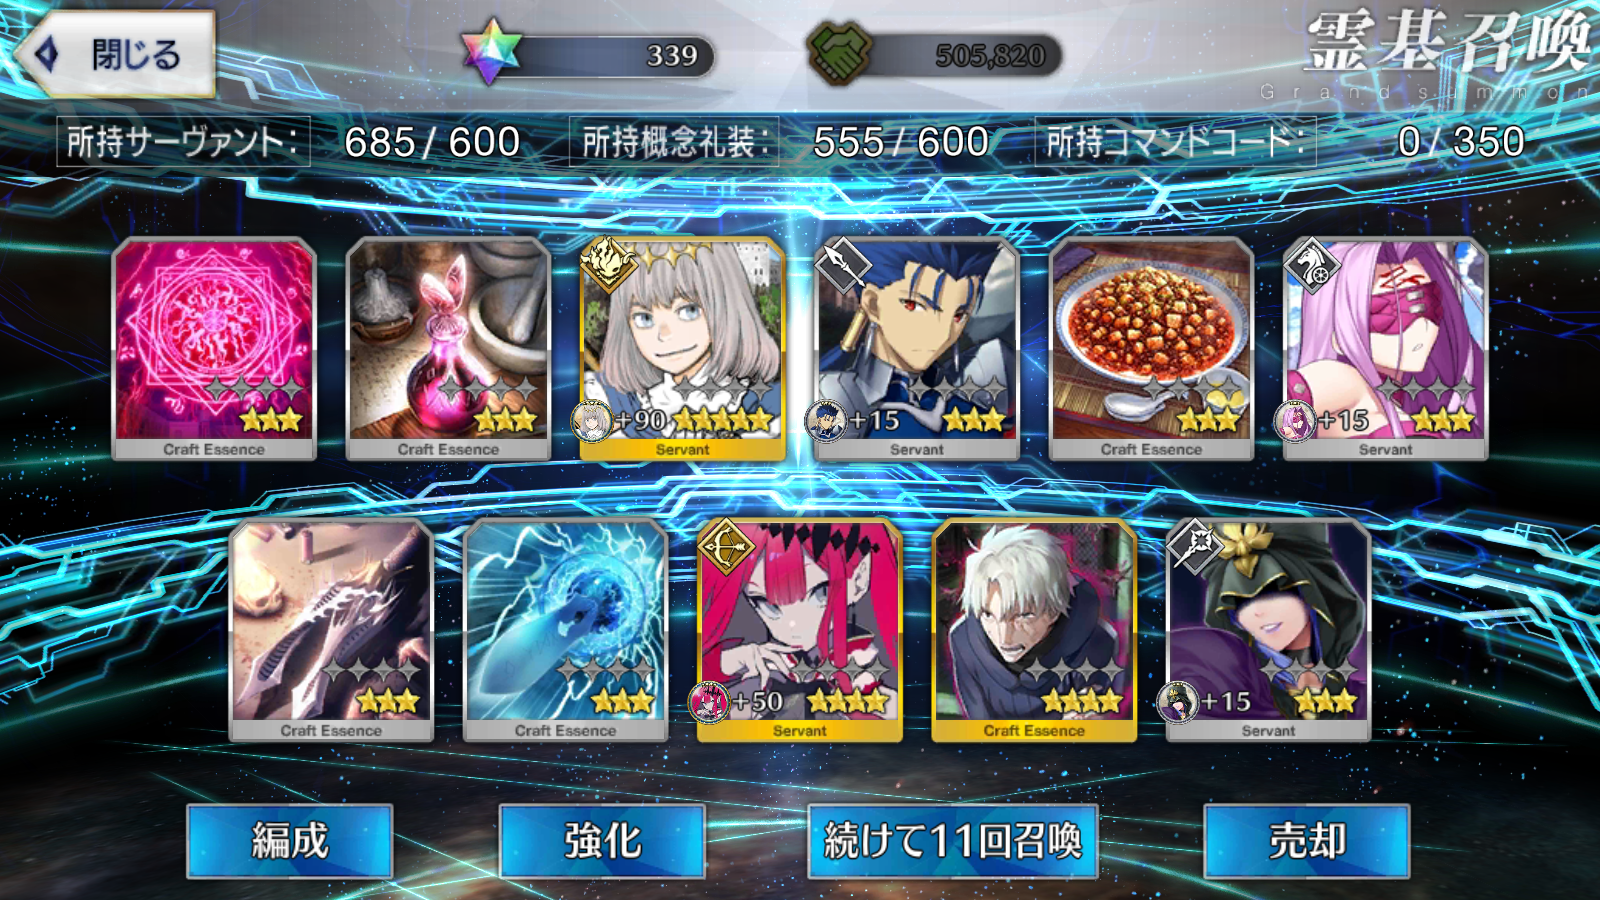 閉じる
339
505,820
霊基召喚
Grand summon
所持サーヴァント: 685/ 600
所持概念礼装: 555/ 600
所持コマンドコード: 0/ 350
Craft Essence
Craft Essence
+90
Servant
+15
Servant
Craft Essence
+15
Servant
Craft Essence
Craft Essence
+50
Servant
Craft Essence
+15
Servant
編成
強化
続けて11回召喚
売却